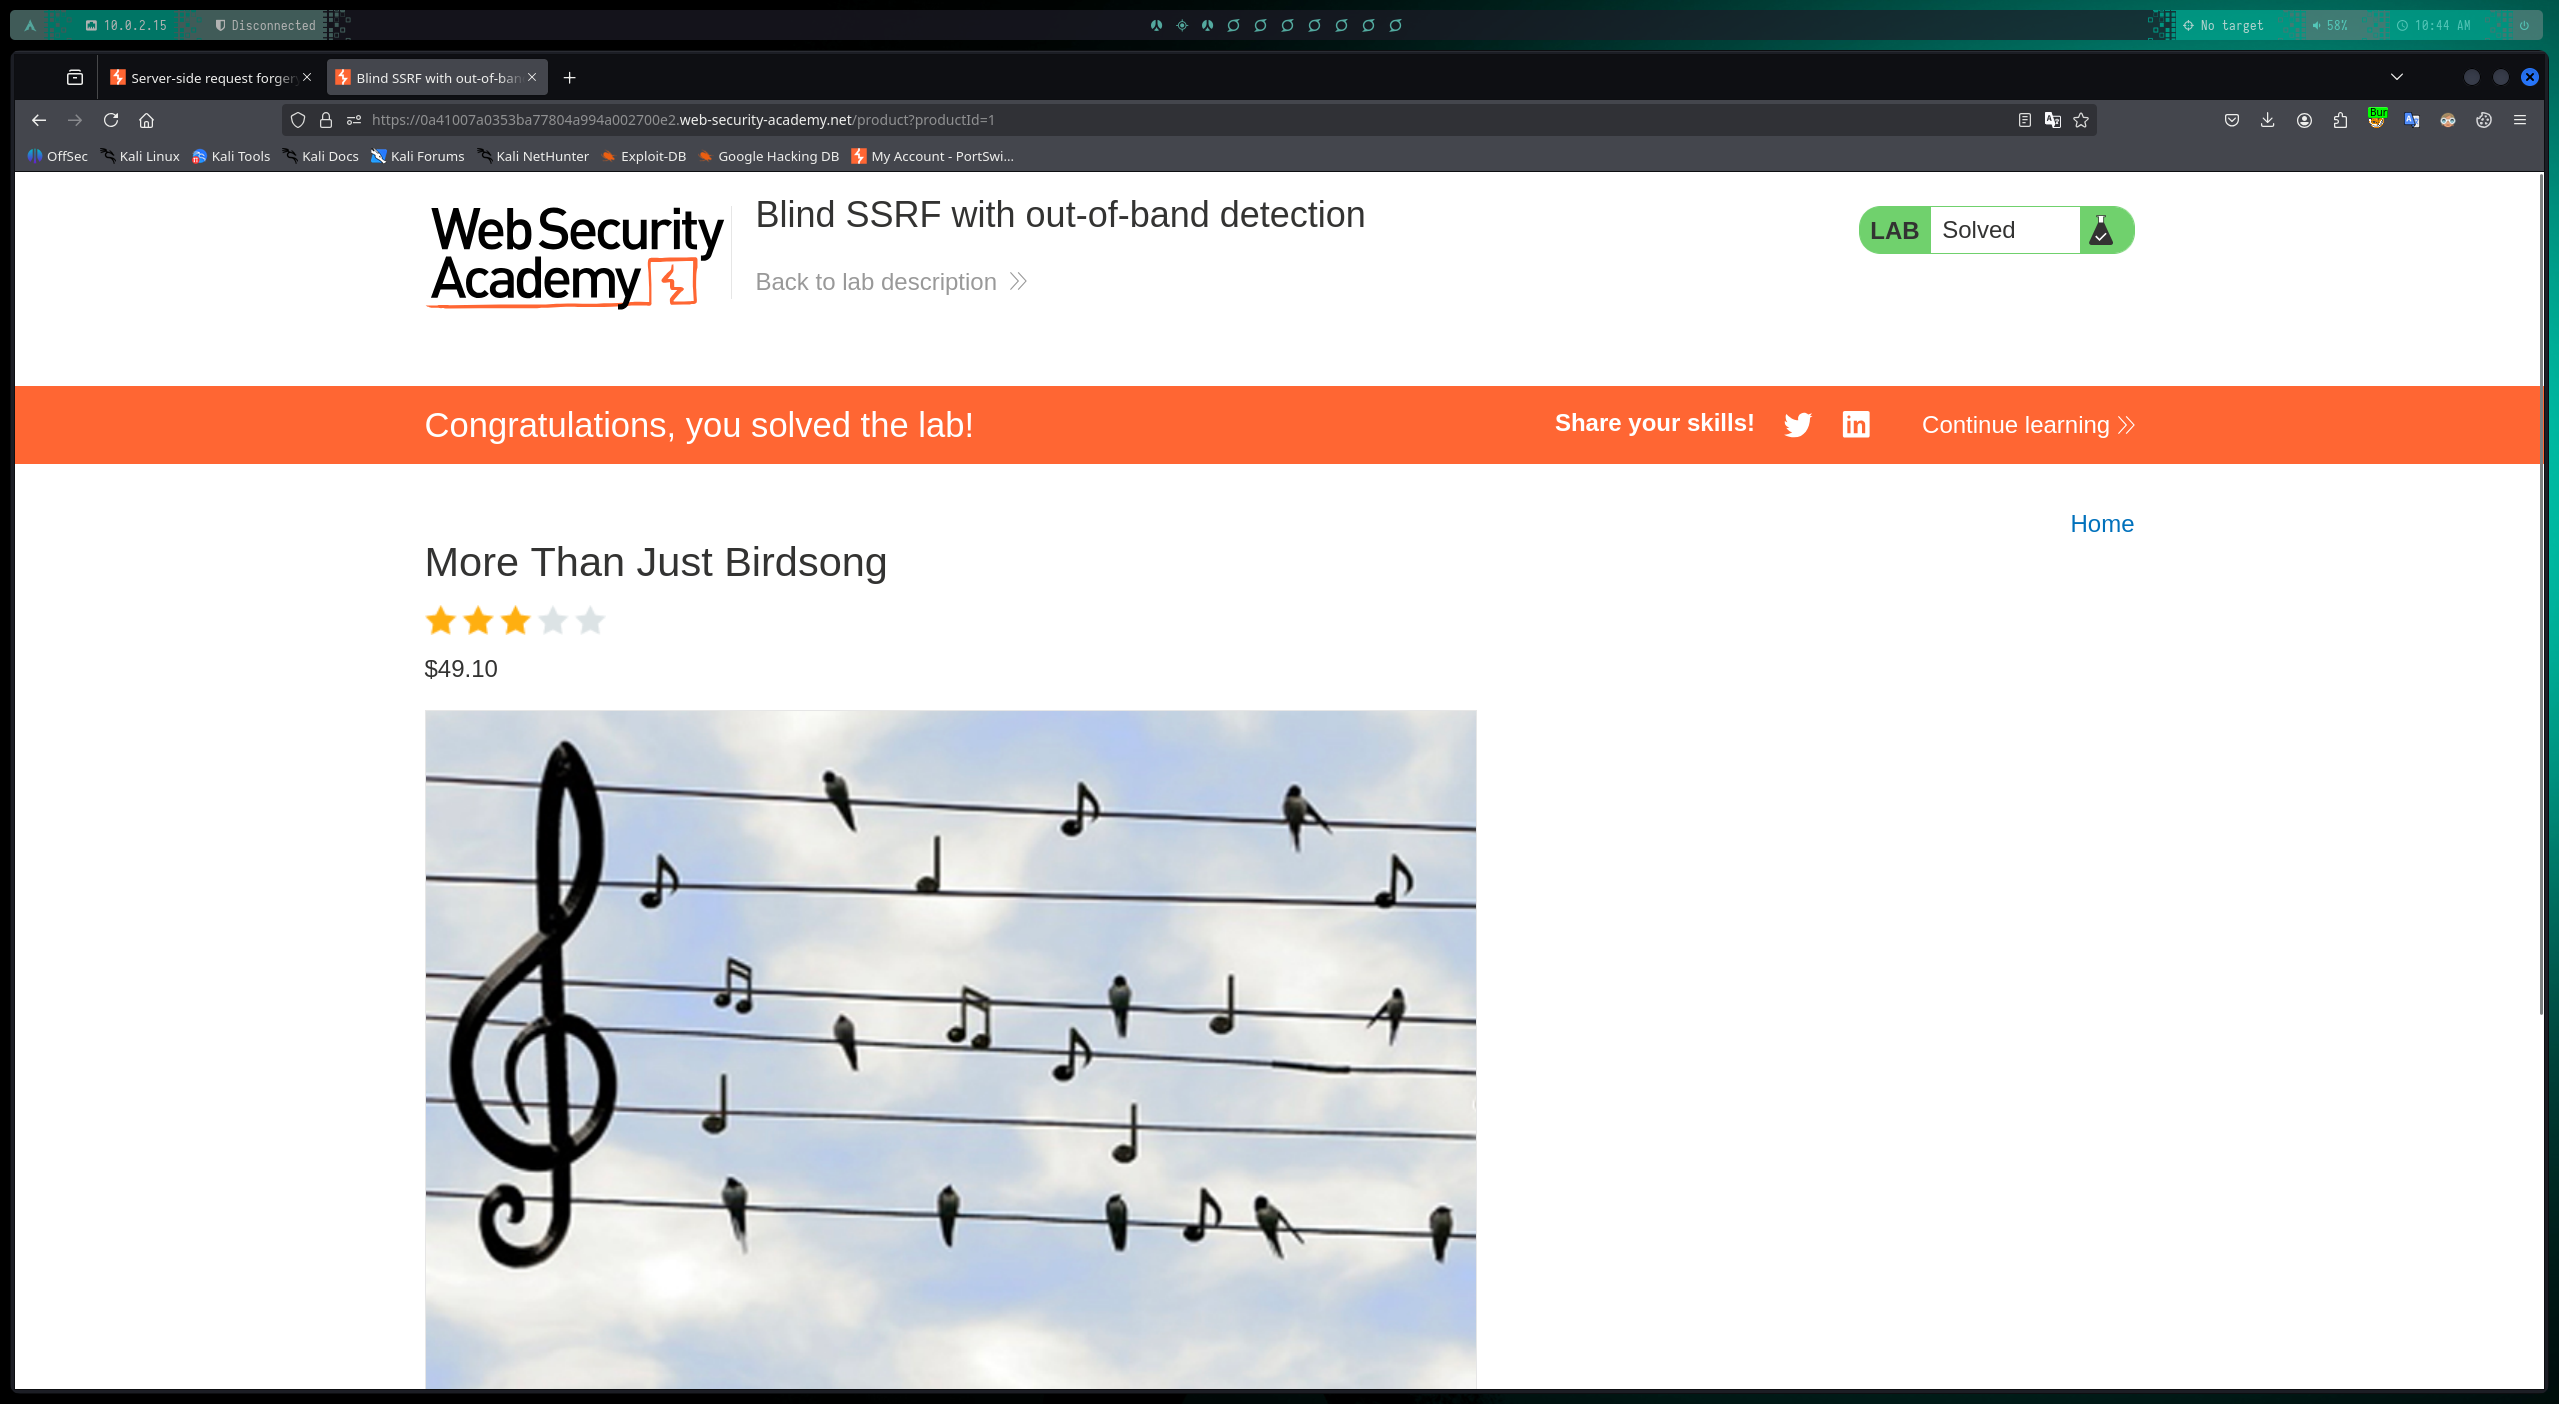 10.0.2.15 Disconnected No target 58% 10:44 AM
Server-side request forger Blind SSRF with out-of-ban
https://0a41007a0353ba77804a994a002700e2.web-security-academy.net/product?productId=1
Bur
OffSec Kali Linux Kali Tools Kali Docs Kali Forums Kali NetHunter Exploit-DB Google Hacking DB My Account - PortSwi...
Web Security
Academy
Blind SSRF with out-of-band detection
Back to lab description
LAB Solved
Congratulations, you solved the lab!
Share your skills! Continue learning
Home
More Than Just Birdsong
$49.10